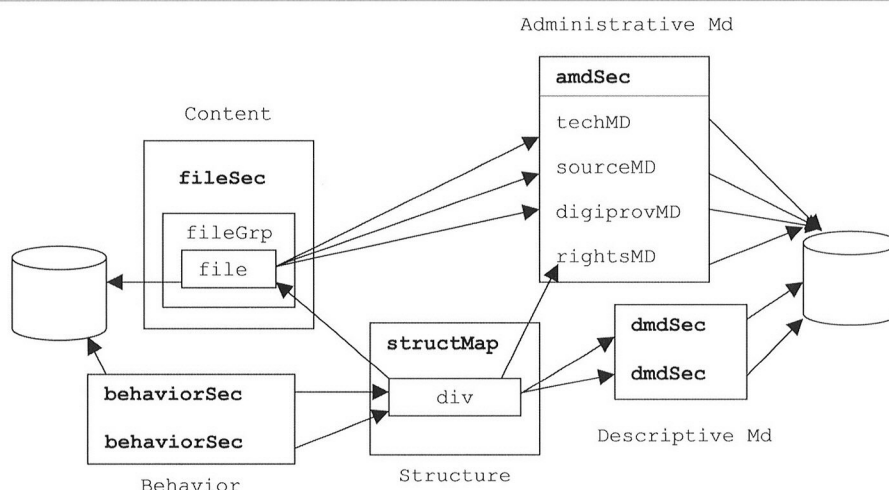 Administrative Md
amdSec
techMD
sourceMD
digiprovMD
rightsMD
Content
fileSec
fileGrp
file
structMap
div
Structure
dmdSec
dmdSec
Descriptive Md
behaviorSec
behaviorSec
Behavior